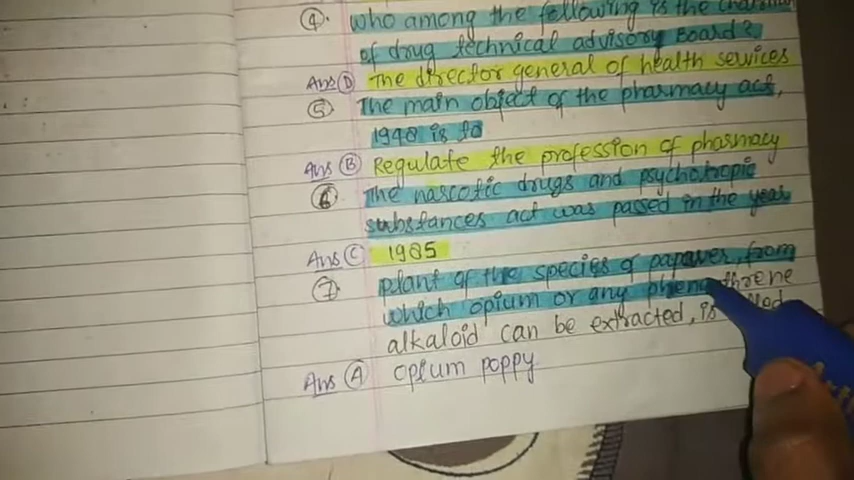 ④. who among the following is the chairman
of drug technical advisory Board?
Ans Ⓓ The director general of health services
⑤ The main object of the pharmacy act,
1948 is to
Ans Ⓑ Regulate the profession of pharmacy
⑥ The narcotic drugs and psychotropic
substances act was passed in the year
Ans Ⓒ 1985
⑦ plant of the species of papaver, from
which opium or any phenanthrene
alkaloid can be extracted, is
Ans Ⓐ opium poppy